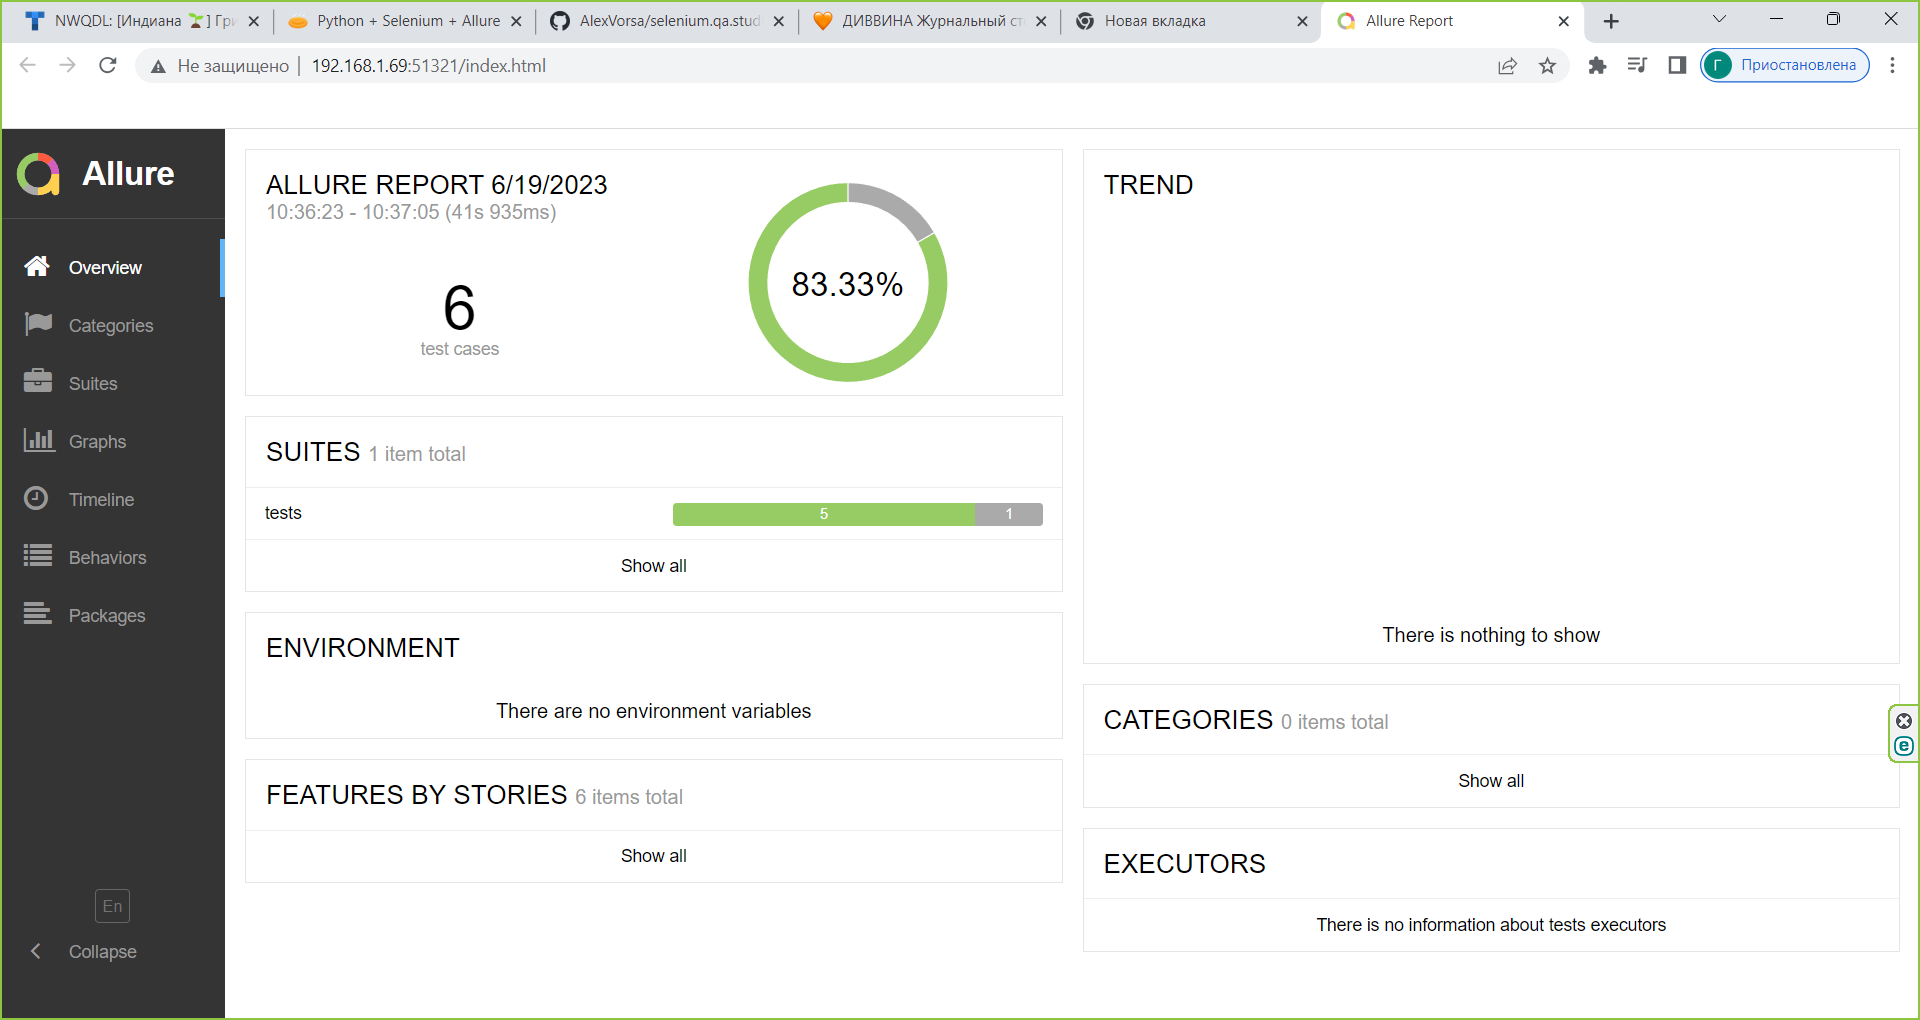 NWQDL: [Индиана 🌱] Гри
Python + Selenium + Allure
AlexVorsa/selenium.qa.stud
ДИВВИНА Журнальный ст
Новая вкладка
Allure Report
Не защищено
192.168.1.69:51321/index.html
Г
Приостановлена
Allure
Overview
Categories
Suites
Graphs
Timeline
Behaviors
Packages
En
Collapse
ALLURE REPORT 6/19/2023
10:36:23 - 10:37:05 (41s 935ms)
6
test cases
83.33%
SUITES 1 item total
tests
5
1
Show all
ENVIRONMENT
There are no environment variables
FEATURES BY STORIES 6 items total
Show all
TREND
There is nothing to show
CATEGORIES 0 items total
Show all
EXECUTORS
There is no information about tests executors